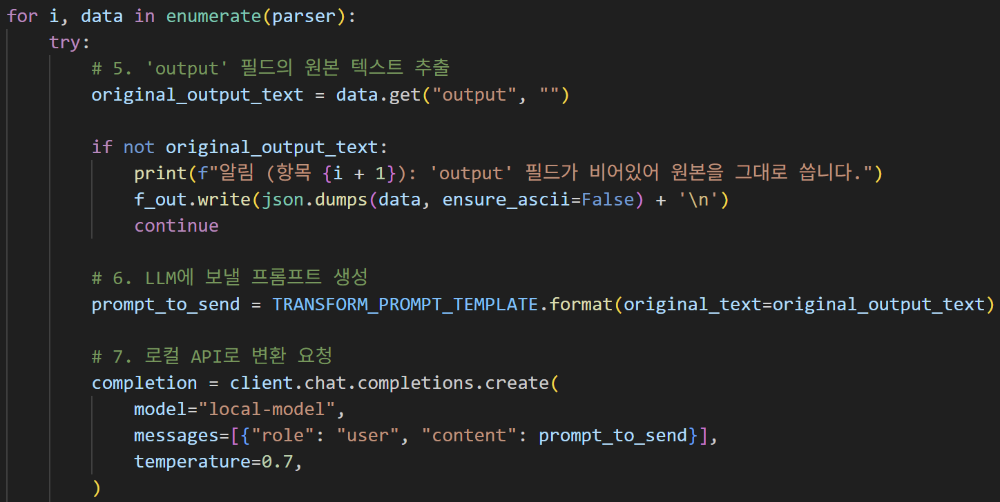 for i, data in enumerate(parser):
try:
# 5. 'output' 필드의 원본 텍스트 추출
original_output_text = data.get("output", "")
if not original_output_text:
print(f"알림 (항목 {i + 1}): 'output' 필드가 비어있어 원본을 그대로 씁니다.")
f_out.write(json.dumps(data, ensure_ascii=False) + '\n')
continue
# 6. LLM에 보낼 프롬프트 생성
prompt_to_send = TRANSFORM_PROMPT_TEMPLATE.format(original_text=original_output_text)
# 7. 로컬 API로 변환 요청
completion = client.chat.completions.create(
model="local-model",
messages=[{"role": "user", "content": prompt_to_send}],
temperature=0.7,
)